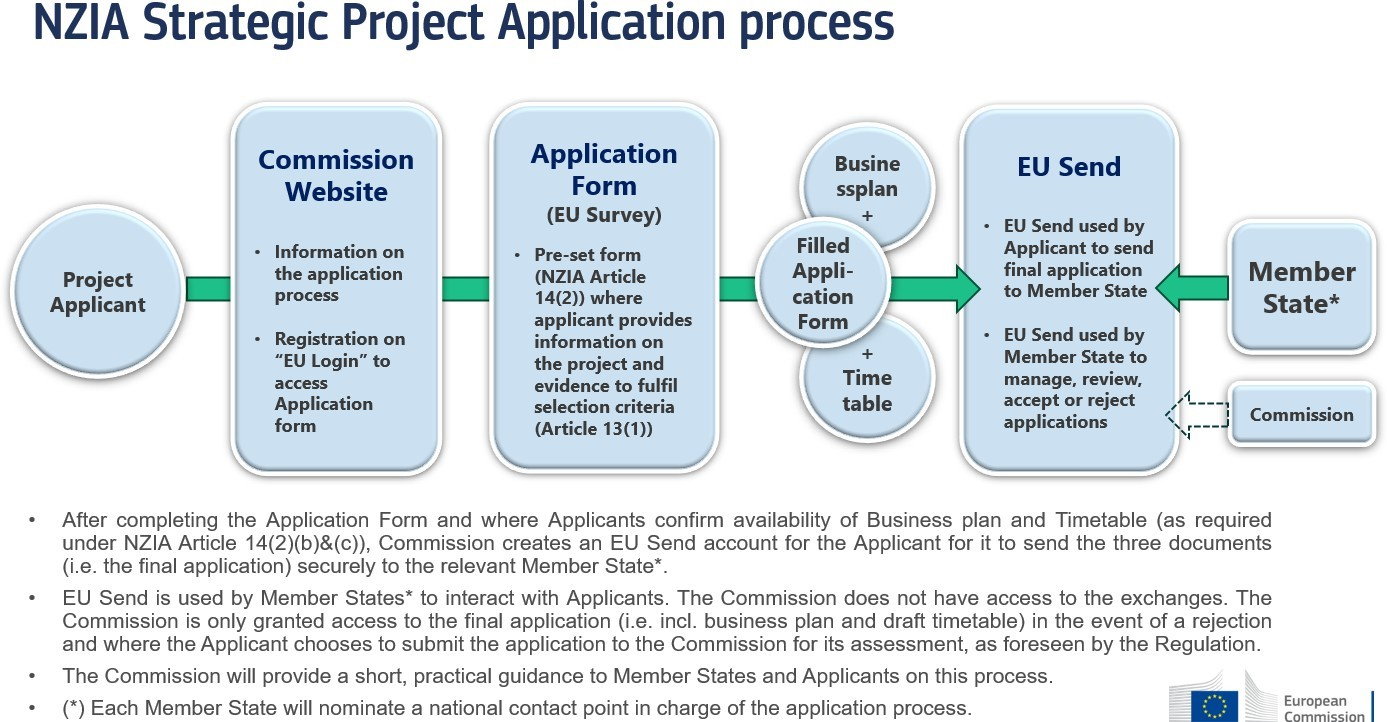 NZIA Strategic Project Application process
Project
Applicant
Commission
Website
• Information on
the application
process
• Registration on
“EU Login” to
access
Application
form
Application
Form
(EU Survey)
• Pre-set form
(NZIA Article
14(2)) where
applicant provides
information on
the project and
evidence to fulfil
selection criteria
(Article 13(1))
Busine
ssplan
+
Filled
Appli-
cation
Form
+
Time
table
EU Send
• EU Send used by
Applicant to send
final application
to Member State
• EU Send used by
Member State to
manage, review,
accept or reject
applications
Member
State*
Commission
• After completing the Application Form and where Applicants confirm availability of Business plan and Timetable (as required
under NZIA Article 14(2)(b)&(c)), Commission creates an EU Send account for the Applicant for it to send the three documents
(i.e. the final application) securely to the relevant Member State*.
• EU Send is used by Member States* to interact with Applicants. The Commission does not have access to the exchanges. The
Commission is only granted access to the final application (i.e. incl. business plan and draft timetable) in the event of a rejection
and where the Applicant chooses to submit the application to the Commission for its assessment, as foreseen by the Regulation.
• The Commission will provide a short, practical guidance to Member States and Applicants on this process.
• (*) Each Member State will nominate a national contact point in charge of the application process.
European
Commission